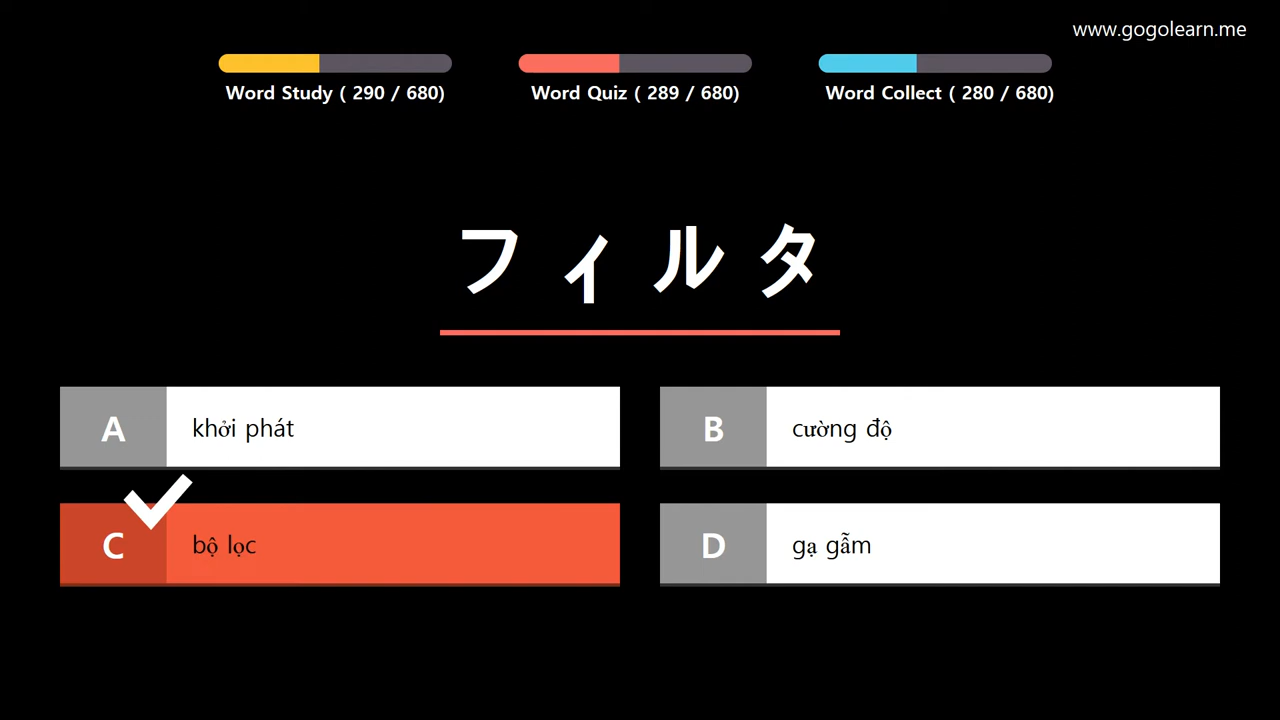 www.gogolearn.me
Word Study ( 290 / 680)
Word Quiz ( 289 / 680)
Word Collect ( 280 / 680)
フィルタ
A khởi phát
B cường độ
C bộ lọc
D gạ gẫm